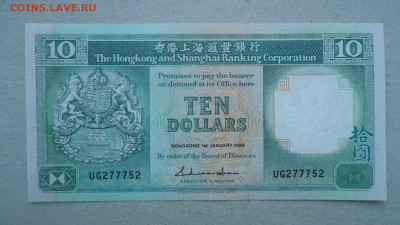 COINS.LAVE.RU
10 香港上海滙豐銀行 10
The Hongkong and Shanghai Banking Corporation
Promises to pay the bearer
on demand at its Office here
TEN
DOLLARS
HONGKONG 1ST JANUARY
By order of the Board of Directors
拾圓
EXECUTIVE DIRECTOR
UG277752 UG277752